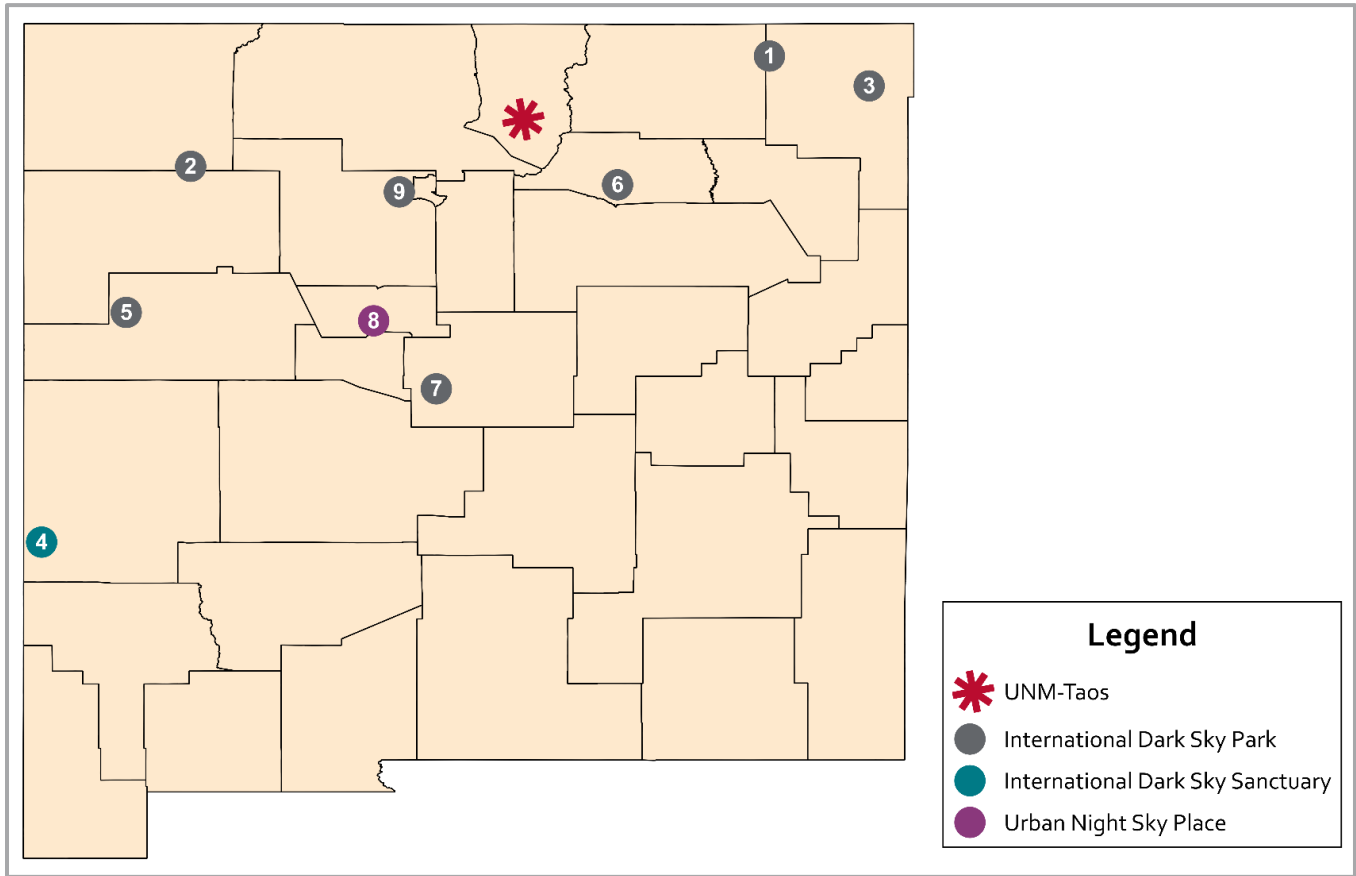 1
3
2
9
6
5
8
7
4
Legend
UNM-Taos
International Dark Sky Park
International Dark Sky Sanctuary
Urban Night Sky Place